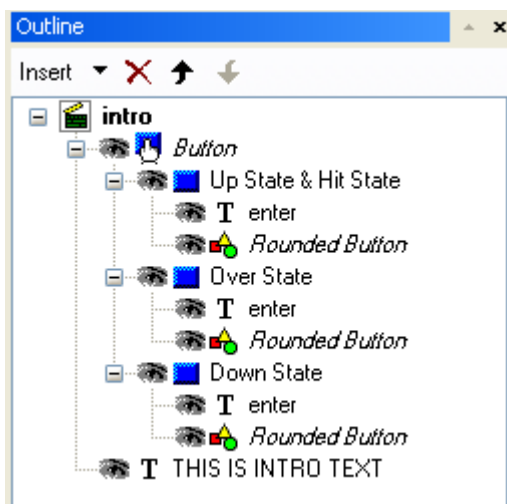 Outline
Insert
intro
Button
Up State & Hit State
T enter
Rounded Button
Over State
T enter
Rounded Button
Down State
T enter
Rounded Button
T THIS IS INTRO TEXT